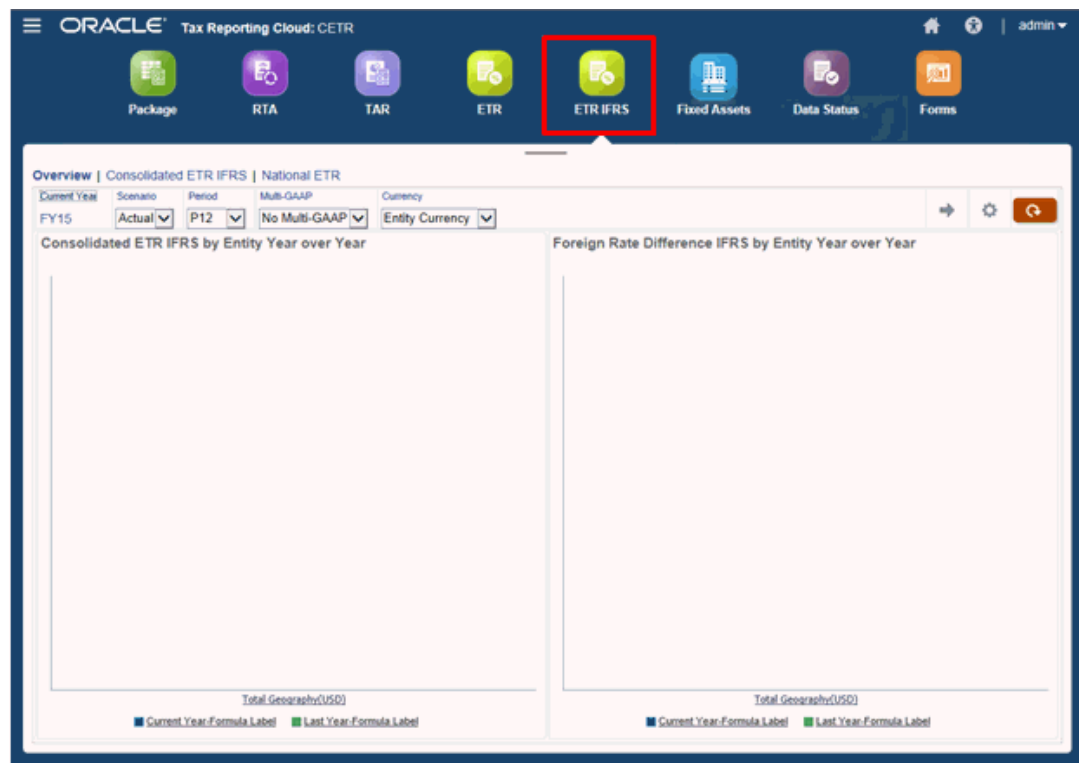 ORACLE® Tax Reporting Cloud: CETR admin
Package RTA TAR ETR ETR IFRS Fixed Assets Data Status Forms
Overview | Consolidated ETR IFRS | National ETR
Current Year Scenario Period Multi-GAAP Currency
FY15 Actual P12 No Multi-GAAP Entity Currency
Consolidated ETR IFRS by Entity Year over Year
Foreign Rate Difference IFRS by Entity Year over Year
Total Geography(USD)
Current Year-Formula Label Last Year-Formula Label
Total Geography(USD)
Current Year-Formula Label Last Year-Formula Label